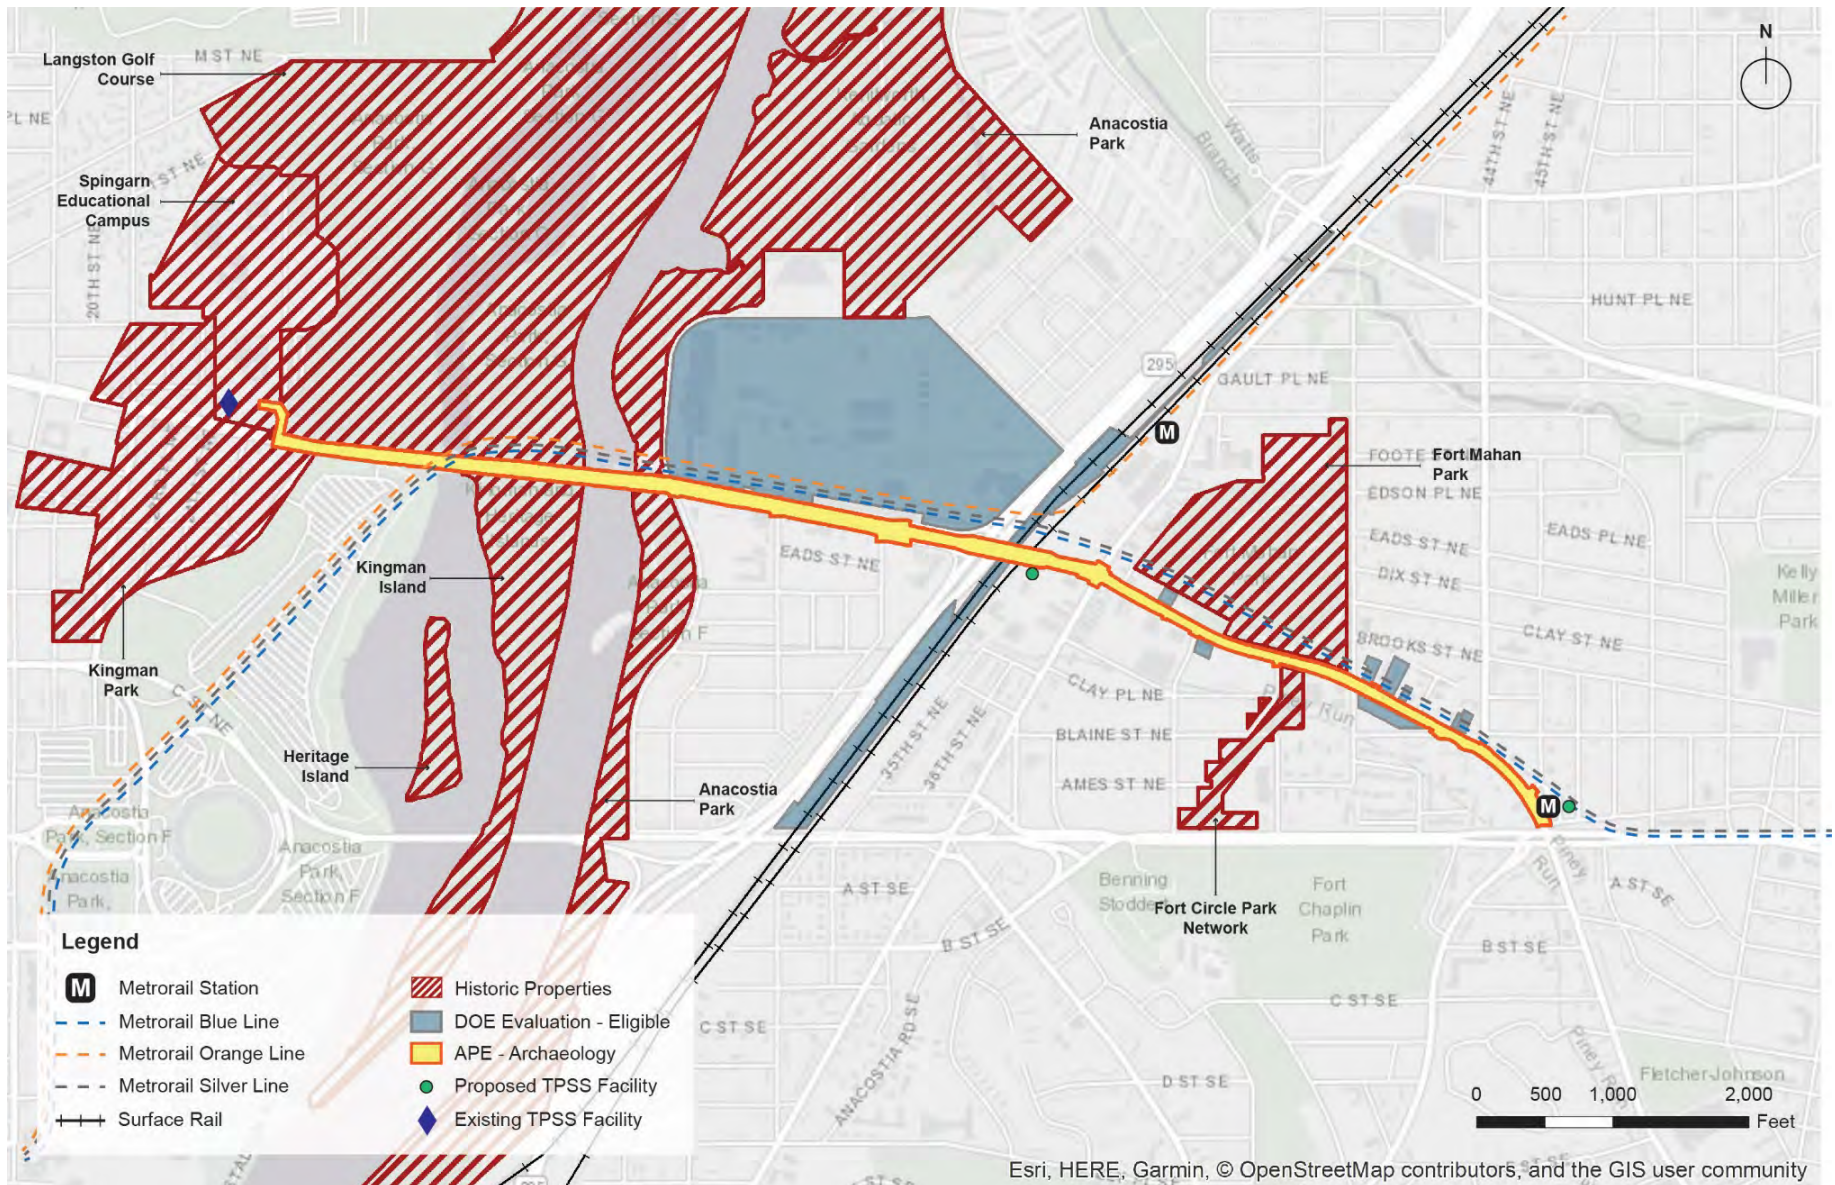 Langston Golf
Course
M ST NE
PL NE
Spingarn
Educational
Campus
20TH ST NE
Anacostia
Park
Watts
Branch
44TH ST NE
45TH ST NE
N
HUNT PL NE
295
GAULT PL NE
M
FOOTE
Fort Mahan
Park
EDSON PL NE
EADS ST NE
EADS PL NE
DIX ST NE
Kelly
Miller
Park
CLAY ST NE
BROOKS ST NE
EADS ST NE
Kingman
Island
Kingman
Park
C ST NE
Heritage
Island
Anacostia
Park
35TH ST NE
36TH ST NE
CLAY PL NE
BLAINE ST NE
AMES ST NE
Piney Run
M
Piney
Run
Anacostia
Park, Section F
Anacostia
Park,
Section F
Anacostia
Park,
A ST SE
Benning
Fort Circle Park
Network
Fort
Chaplin
Park
A ST SE
B ST SE
B ST SE
C ST SE
C ST SE
D ST SE
ANACOSTIA RD SE
Fletcher-Johnson
Legend
M Metrorail Station
Metrorail Blue Line
Metrorail Orange Line
Metrorail Silver Line
Surface Rail
Historic Properties
DOE Evaluation - Eligible
APE - Archaeology
Proposed TPSS Facility
Existing TPSS Facility
0 500 1,000 2,000
Feet
Esri, HERE, Garmin, © OpenStreetMap contributors, and the GIS user community